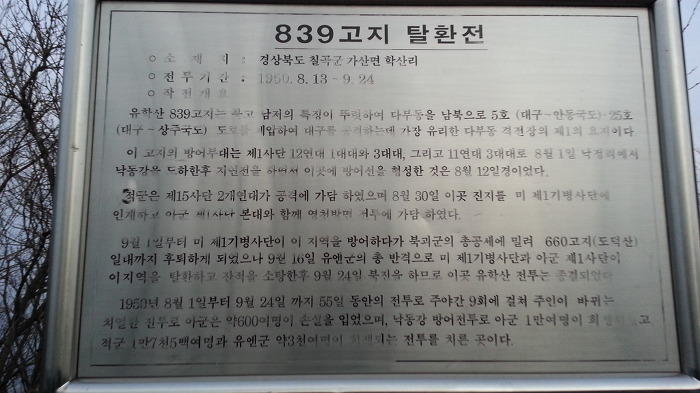 839고지 탈환전
○ 소 재 지 : 경상북도 칠곡군 가산면 학산리
○ 전투기간 : 1950. 8. 13 ~ 9. 24
○ 작전개요
유학산 839고지는 북고 남저의 특징이 뚜렷하여 다부동을 남북으로 5호 (대구~안동국도)·25호
(대구~상주국도) 도로를 제압하여 대구를 공격하는데 가장 유리한 다부동 격전장의 제1의 요지이다
이 고지의 방어부대는 제1사단 12연대 1대대와 3대대, 그리고 11연대 3대대로 8월 1일 낙정리에서
낙동강을 도하한후 지연전을 하면서 이곳에 방어선을 형성한 것은 8월 12일경이었다.
적군은 제15사단 2개연대가 공격에 가담 하였으며 8월 30일 이곳 진지를 미 제1기병사단에
인계하고 아군 제1사단 본대와 함께 전투에 가담 하였다.
9월 1일부터 미 제1기병사단이 이 지역을 방어하다가 북괴군의 총공세에 밀려 660고지(도덕산)
일대까지 후퇴하게 되었으나 9월 16일 유엔군의 총 반격으로 미 제1기병사단과 아군 제1사단이
이지역을 탈환하고 잔적을 소탕한후 9월 24일 북진을 하므로 이곳 유학산 전투는 종결되었다
1950년 8월 1일부터 9월 24일 까지 55일 동안의 전투로 주야간 9회에 걸쳐 주인이 바뀌는
치열한 전투로 아군은 약600여명이 손실을 입었으며, 낙동강 방어전투로 아군 1만여명이
적군 1만7천5백여명과 유엔군 약3천여명이 전투를 치른 곳이다.